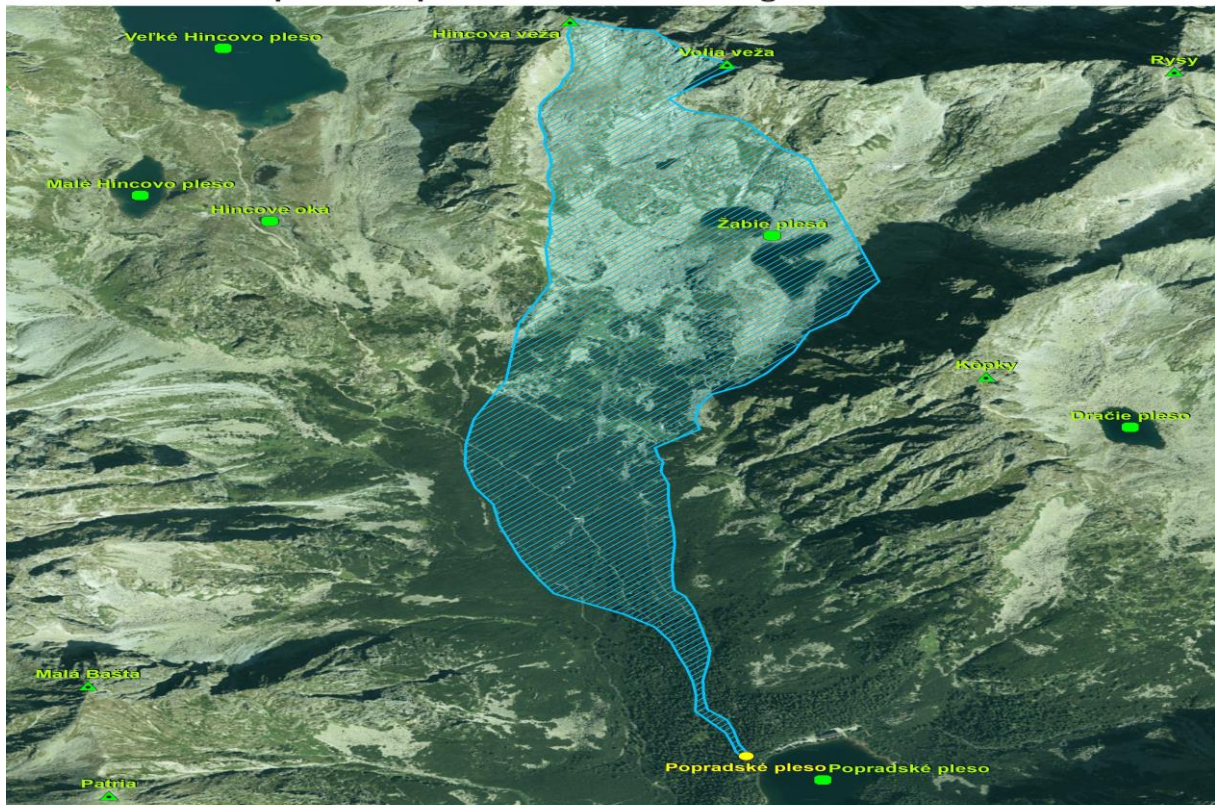 Veľké Hincovo pleso
Hincova veža
Volia veža
Rysy
Malé Hincovo pleso
Hincove oká
Žabie plesá
Kôpky
Dračie pleso
Malá Bašta
Popradské pleso
Popradské pleso
Patria